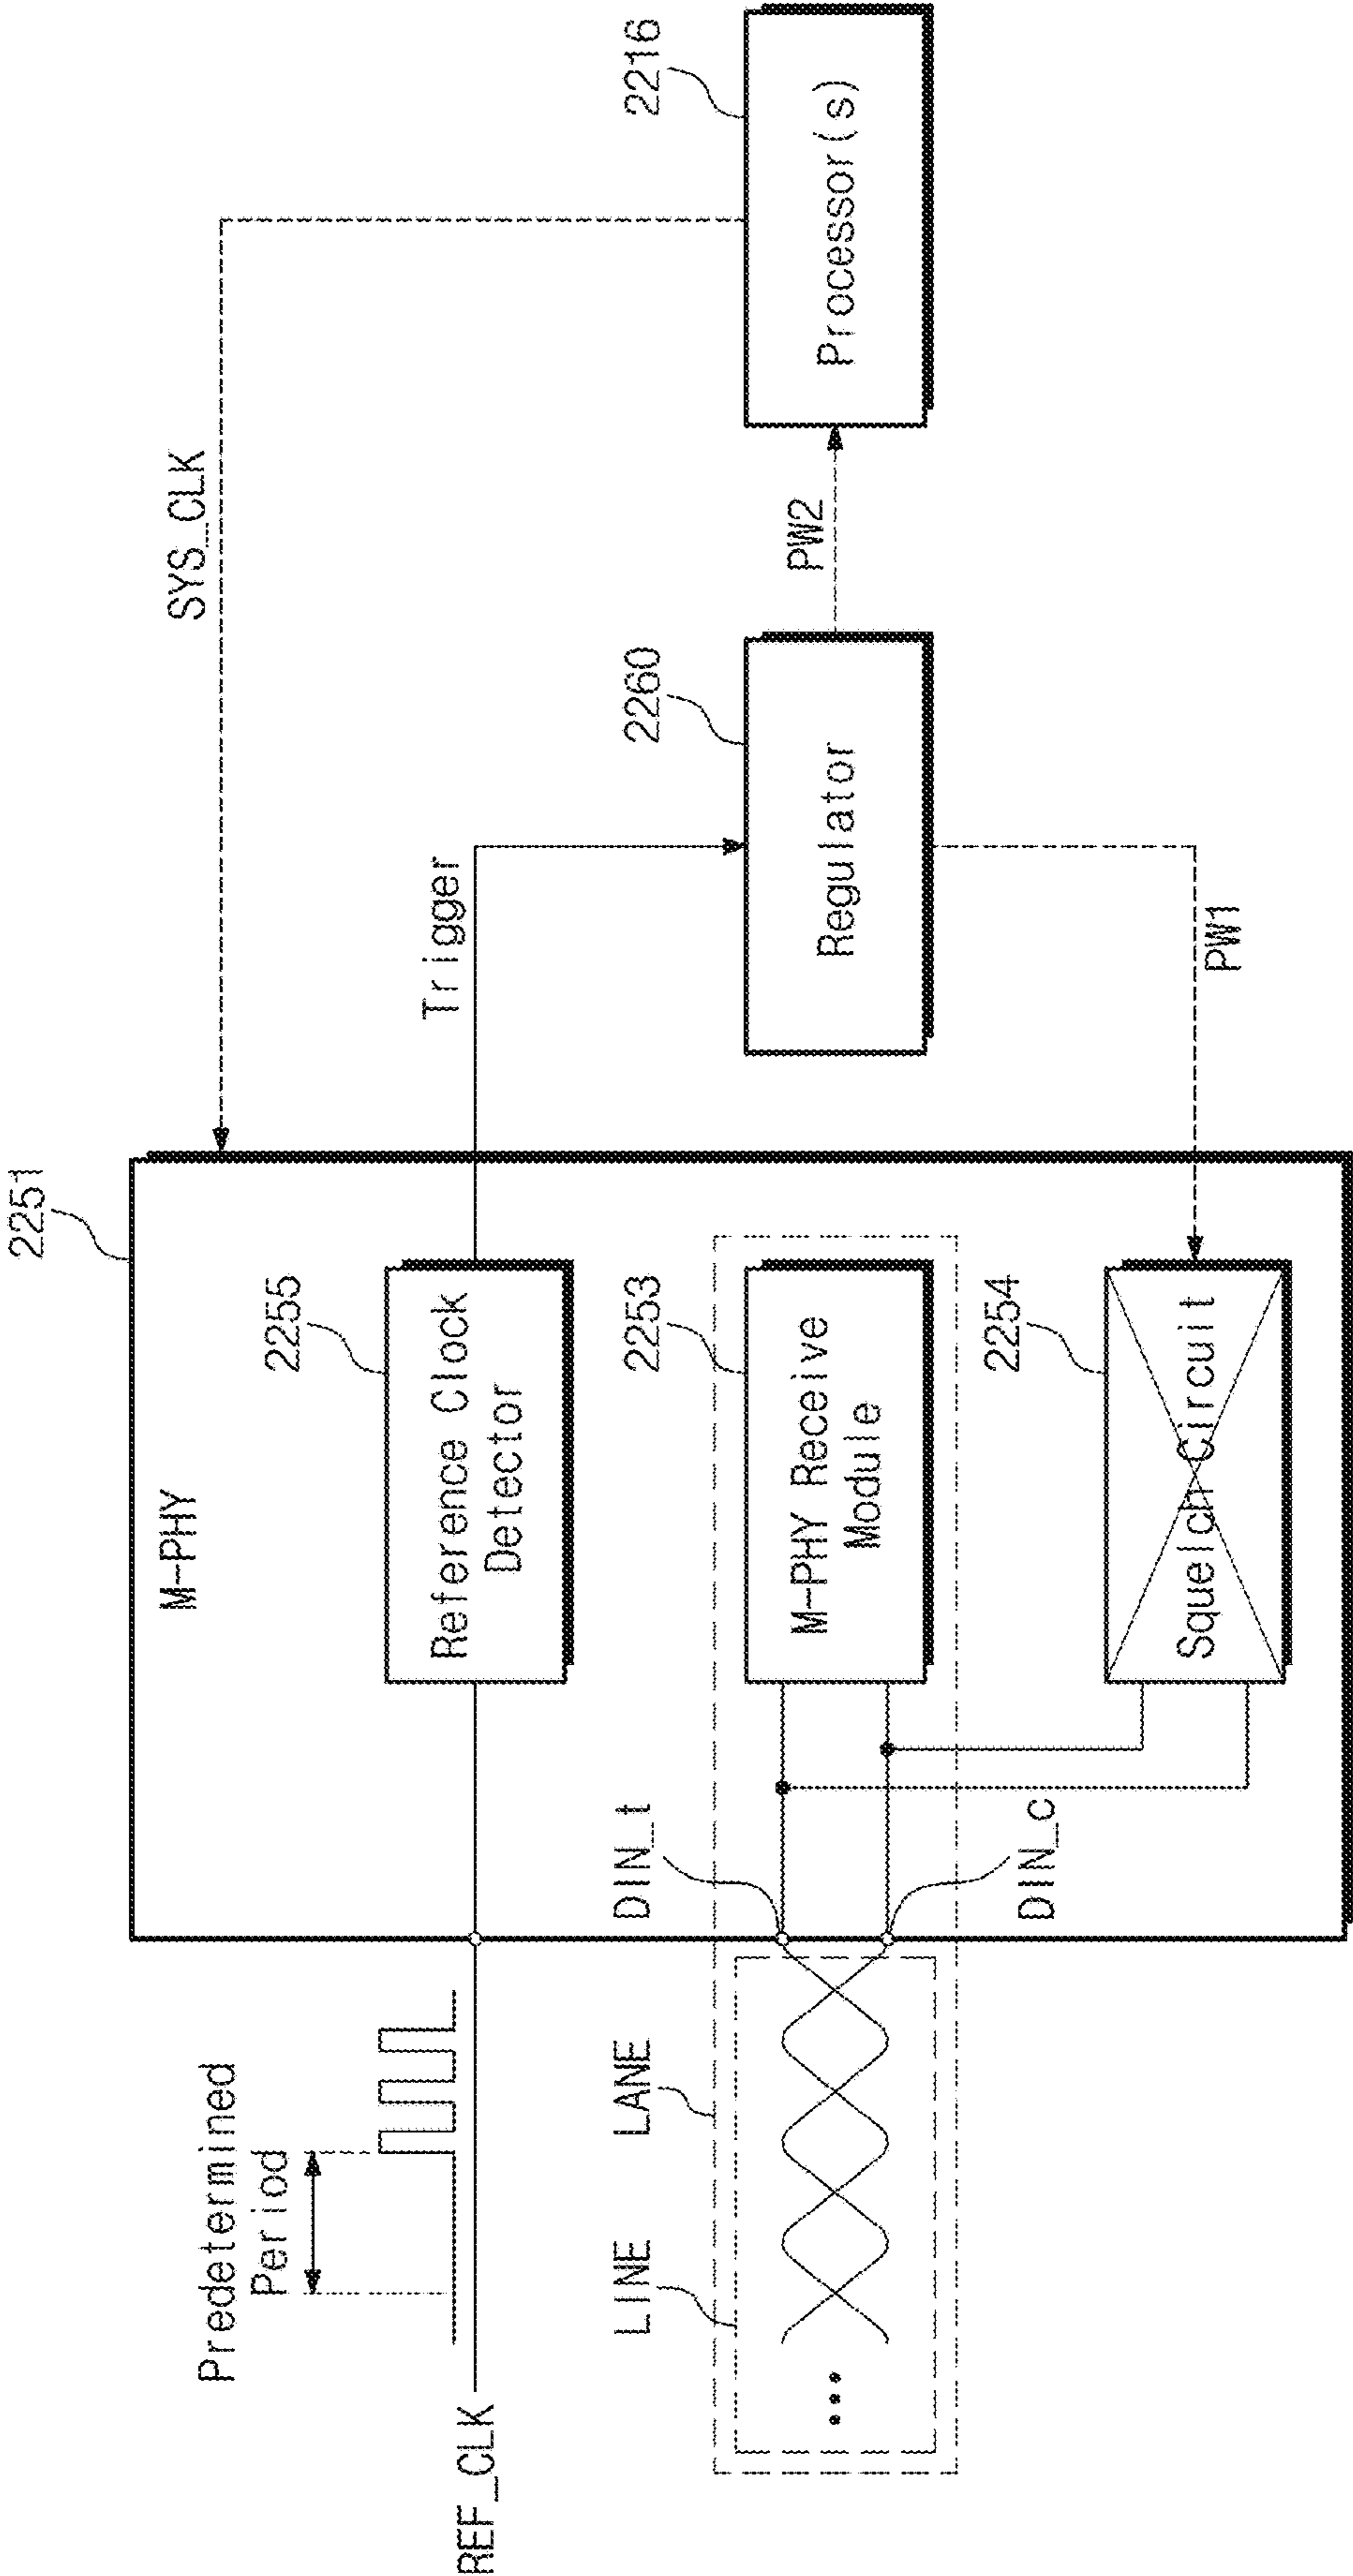 2251
M-PHY
SYS_CLK
Predetermined
Period
REF_CLK
2255
Reference Clock
Detector
Trigger
LINE
LANE
DIN_t
DIN_c
2253
M-PHY Receive
Module
2254
Squelch Circuit
2260
Regulator
PW1
PW2
2216
Processor(s)